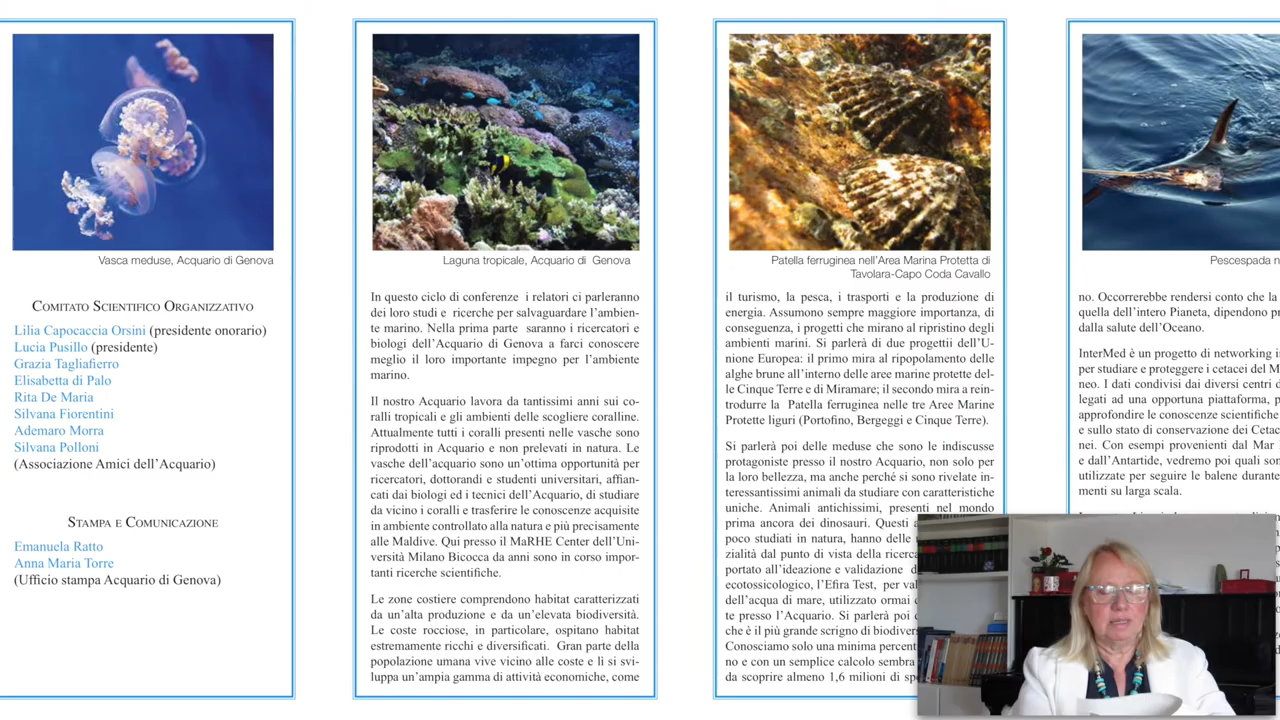 Vasca meduse, Acquario di Genova
COMITATO SCIENTIFICO ORGANIZZATIVO
Lilia Capocaccia Orsini (presidente onorario)
Lucia Pusillo (presidente)
Grazia Tagliafierro
Elisabetta di Palo
Rita De Maria
Silvana Fiorentini
Ademaro Morra
Silvana Polloni
(Associazione Amici dell'Acquario)
STAMPA E COMUNICAZIONE
Emanuela Ratto
Anna Maria Torre
(Ufficio stampa Acquario di Genova)
Laguna tropicale, Acquario di Genova
In questo ciclo di conferenze i relatori ci parleranno
dei loro studi e ricerche per salvaguardare l'ambien-
te marino. Nella prima parte saranno i ricercatori e
biologi dell'Acquario di Genova a farci conoscere
meglio il loro importante impegno per l'ambiente
marino.
Il nostro Acquario lavora da tantissimi anni sui co-
ralli tropicali e gli ambienti delle scogliere coralline.
Attualmente tutti i coralli presenti nelle vasche sono
riprodotti in Acquario e non prelevati in natura. Le
vasche dell'acquario sono un'ottima opportunità per
ricercatori, dottorandi e studenti universitari, affian-
cati dai biologi ed i tecnici dell'Acquario, di studiare
da vicino i coralli e trasferire le conoscenze acquisite
in ambiente controllato alla natura e più precisamente
alle Maldive. Qui presso il MaRHE Center dell'Uni-
versità Milano Bicocca da anni sono in corso impor-
tanti ricerche scientifiche.
Le zone costiere comprendono habitat caratterizzati
da un'alta produzione e da un'elevata biodiversità.
Le coste rocciose, in particolare, ospitano habitat
estremamente ricchi e diversificati. Gran parte della
popolazione umana vive vicino alle coste e lì si svi-
luppa un'ampia gamma di attività economiche, come
Patella ferruginea nell'Area Marina Protetta di
Tavolara-Capo Coda Cavallo
il turismo, la pesca, i trasporti e la produzione di
energia. Assumono sempre maggiore importanza, di
conseguenza, i progetti che mirano al ripristino degli
ambienti marini. Si parlerà di due progettii dell'U-
nione Europea: il primo mira al ripopolamento delle
alghe brune all'interno delle aree marine protette del-
le Cinque Terre e di Miramare; il secondo mira a rein-
trodurre la Patella ferruginea nelle tre Aree Marine
Protette liguri (Portofino, Bergeggi e Cinque Terre).
Si parlerà poi delle meduse che sono le indiscusse
protagoniste presso il nostro Acquario, non solo per
la loro bellezza, ma anche perché si sono rivelate in-
teressantissimi animali da studiare con caratteristiche
uniche. Animali antichissimi, presenti nel mondo
prima ancora dei dinosauri. Questi a
poco studiati in natura, hanno delle
zialità dal punto di vista della ricerca
portato all'ideazione e validazione d
ecotossicologico, l'Efira Test, per val
dell'acqua di mare, utilizzato ormai
te presso l'Acquario. Si parlerà poi
che è il più grande scrigno di biodivers
Conosciamo solo una minima percent
no e con un semplice calcolo sembra
da scoprire almeno 1,6 milioni di sp
Pescespada n
no. Occorrerebbe rendersi conto che la
quella dell'intero Pianeta, dipendono pr
dalla salute dell'Oceano.
InterMed è un progetto di networking i
per studiare e proteggere i cetacei del M
neo. I dati condivisi dai diversi centri d
legati ad una opportuna piattaforma, p
approfondire le conoscenze scientifiche
e sullo stato di conservazione dei Cetac
nei. Con esempi provenienti dal Mar
e dall'Antartide, vedremo poi quali son
utilizzate per seguire le balene durante
menti su larga scala.